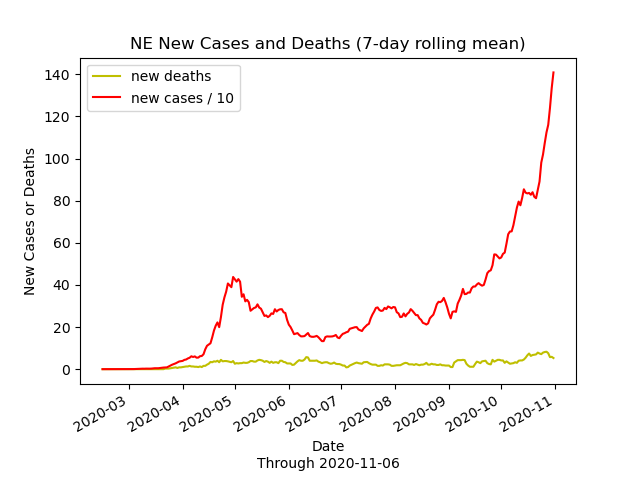 NE New Cases and Deaths (7-day rolling mean)
new deaths
new cases / 10
140
120
100
80
60
40
20
0
New Cases or Deaths
2020-03
2020-04
2020-05
2020-06
2020-07
2020-08
2020-09
2020-10
2020-11
Date
Through 2020-11-06